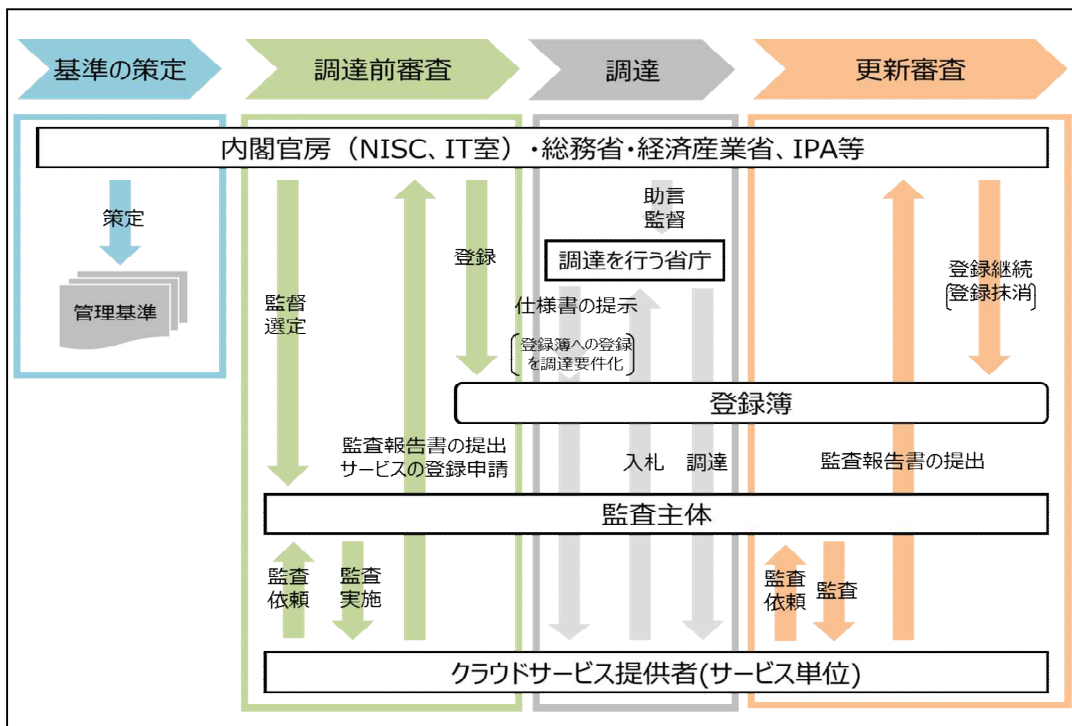 基準の策定
調達前審査
調達
更新審査
内閣官房（NISC、IT室）・総務省・経済産業省、IPA等
策定
管理基準
監督
選定
登録
助言
監督
調達を行う省庁
仕様書の提示
登録簿への登録
を調達要件化
登録継続
登録抹消
登録簿
監査報告書の提出
サービスの登録申請
入札
調達
監査報告書の提出
監査主体
監査
依頼
監査
実施
監査
依頼
監査
クラウドサービス提供者(サービス単位)